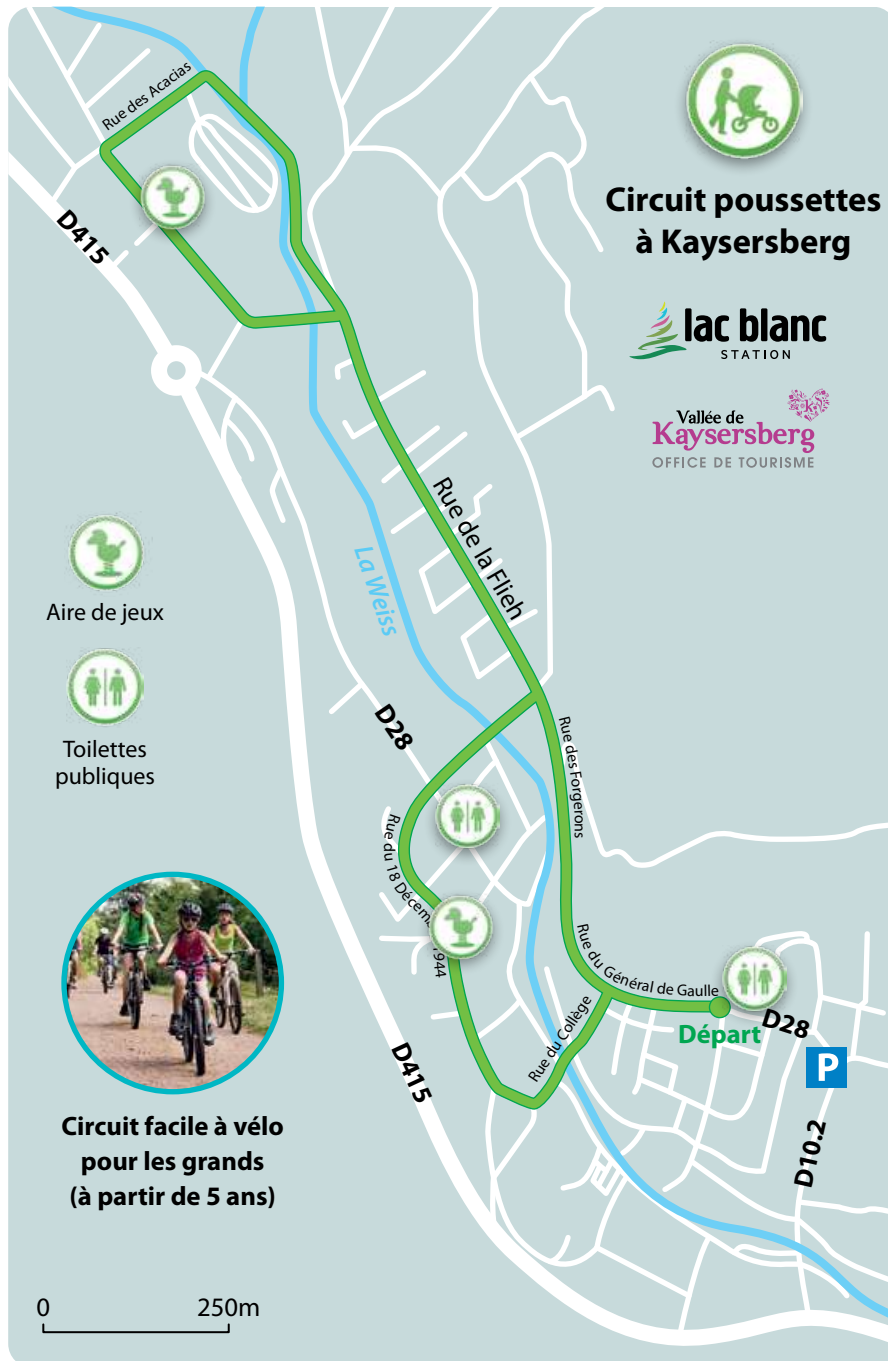 Circuit poussettes
à Kaysersberg
lac blanc
STATION
Vallée de
Kaysersberg
OFFICE DE TOURISME
Rue des Acacias
D415
Rue de la Flieh
La Weiss
Aire de jeux
Toilettes
publiques
D28
Rue des Forgerons
Rue du 18 Décem
944
Rue du Général de Gaulle
Départ
D28
P
Rue du Collège
D415
D10.2
Circuit facile à vélo
pour les grands
(à partir de 5 ans)
0 250m